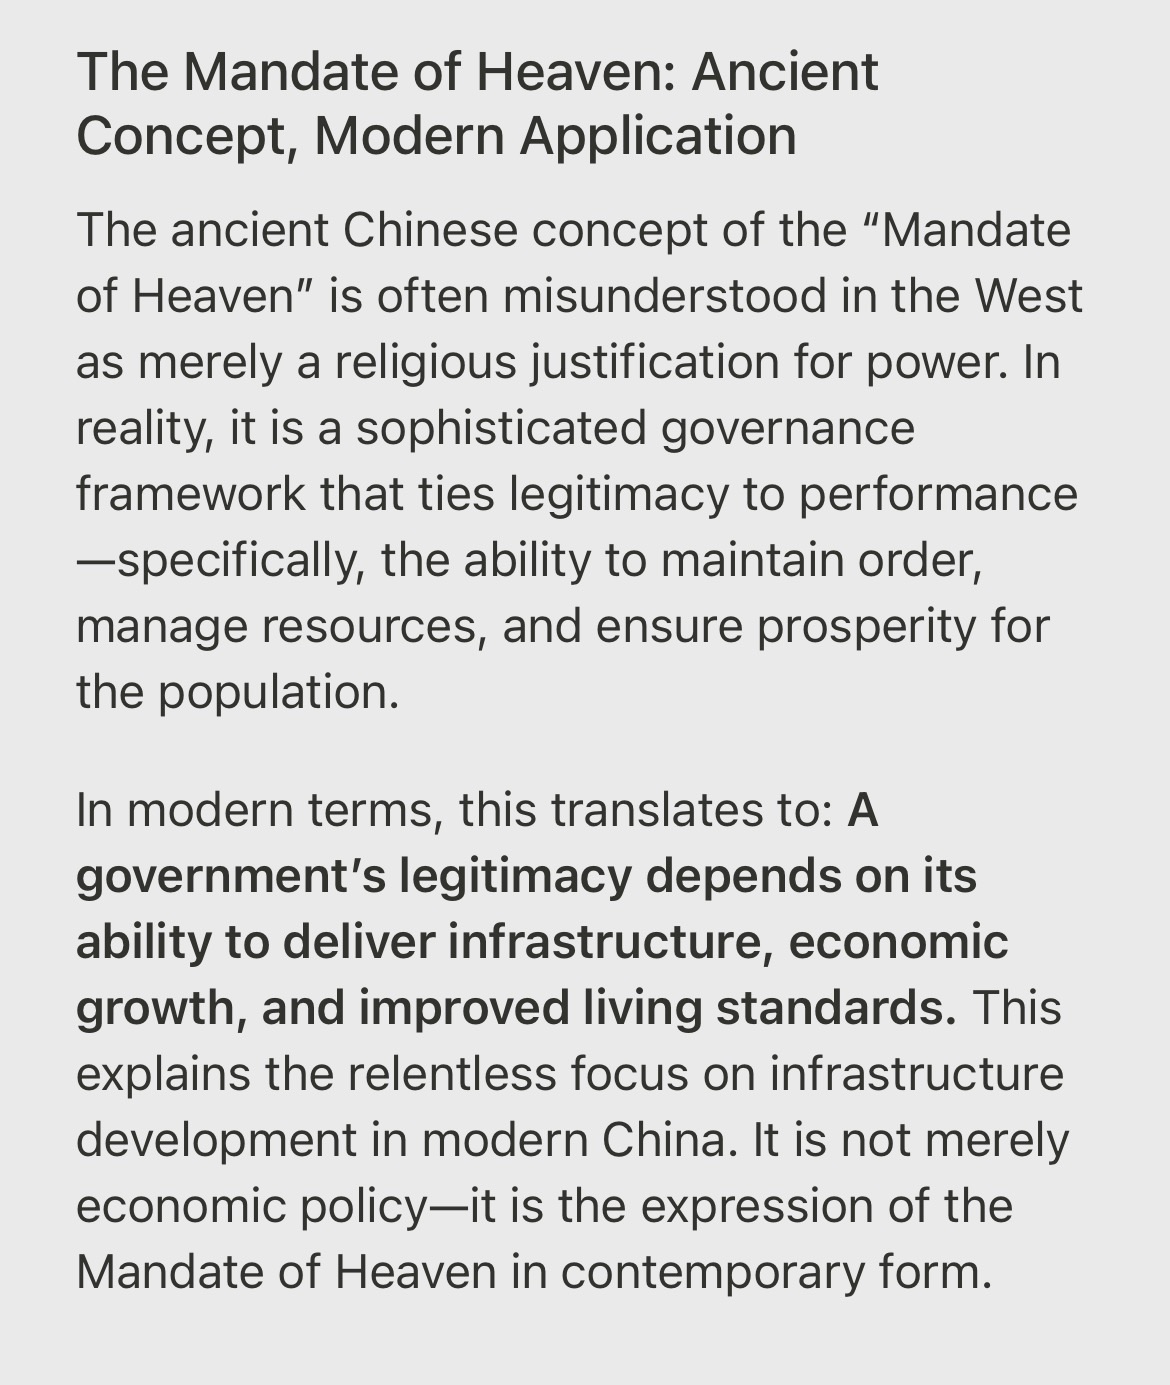 The Mandate of Heaven: Ancient
Concept, Modern Application
The ancient Chinese concept of the “Mandate
of Heaven” is often misunderstood in the West
as merely a religious justification for power. In
reality, it is a sophisticated governance
framework that ties legitimacy to performance
—specifically, the ability to maintain order,
manage resources, and ensure prosperity for
the population.
In modern terms, this translates to: A
government’s legitimacy depends on its
ability to deliver infrastructure, economic
growth, and improved living standards. This
explains the relentless focus on infrastructure
development in modern China. It is not merely
economic policy—it is the expression of the
Mandate of Heaven in contemporary form.